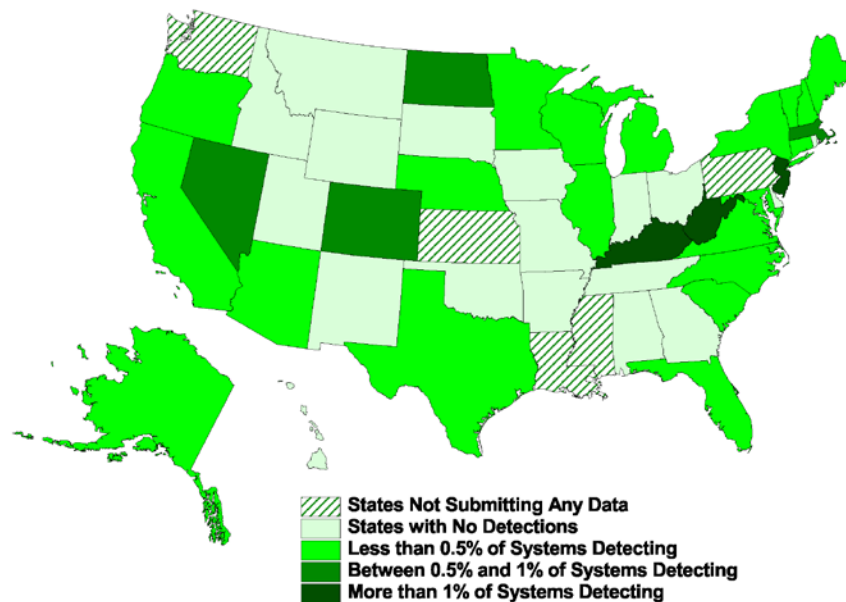 States Not Submitting Any Data
States with No Detections
Less than 0.5% of Systems Detecting
Between 0.5% and 1% of Systems Detecting
More than 1% of Systems Detecting